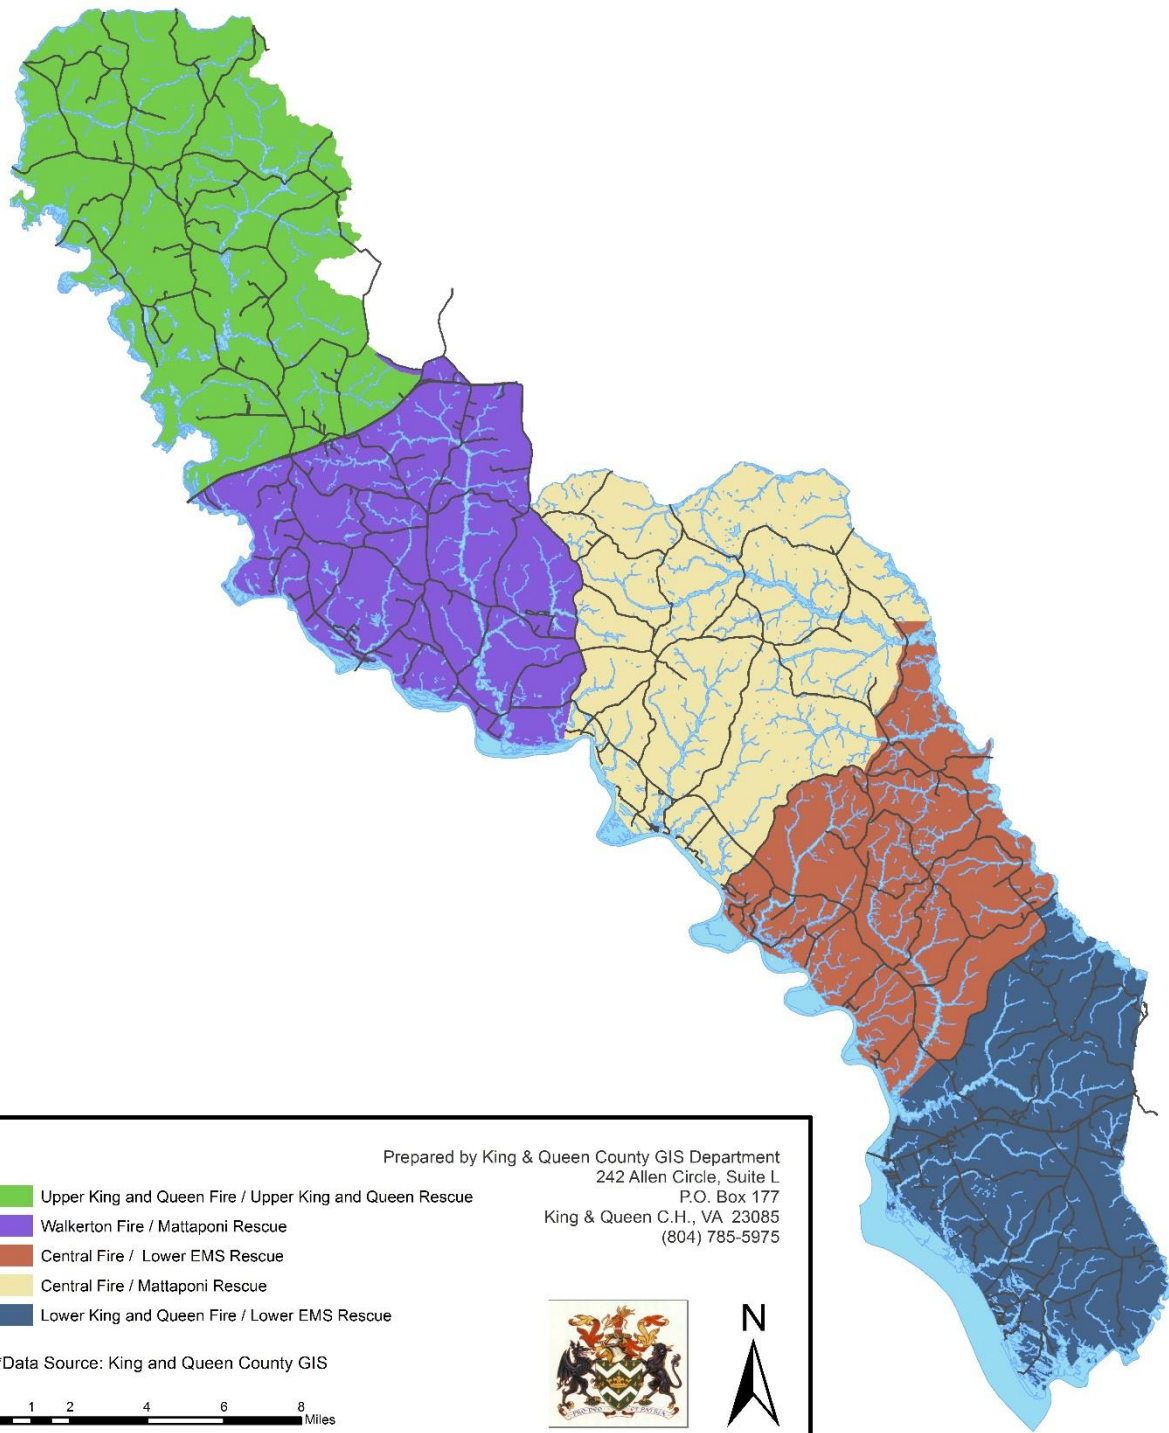 Prepared by King & Queen County GIS Department
242 Allen Circle, Suite L
P.O. Box 177
King & Queen C.H., VA  23085
(804) 785-5975
Upper King and Queen Fire / Upper King and Queen Rescue
Walkerton Fire / Mattaponi Rescue
Central Fire /  Lower EMS Rescue
Central Fire / Mattaponi Rescue
Lower King and Queen Fire / Lower EMS Rescue
*Data Source: King and Queen County GIS
N
1 2 4 6 8
Miles